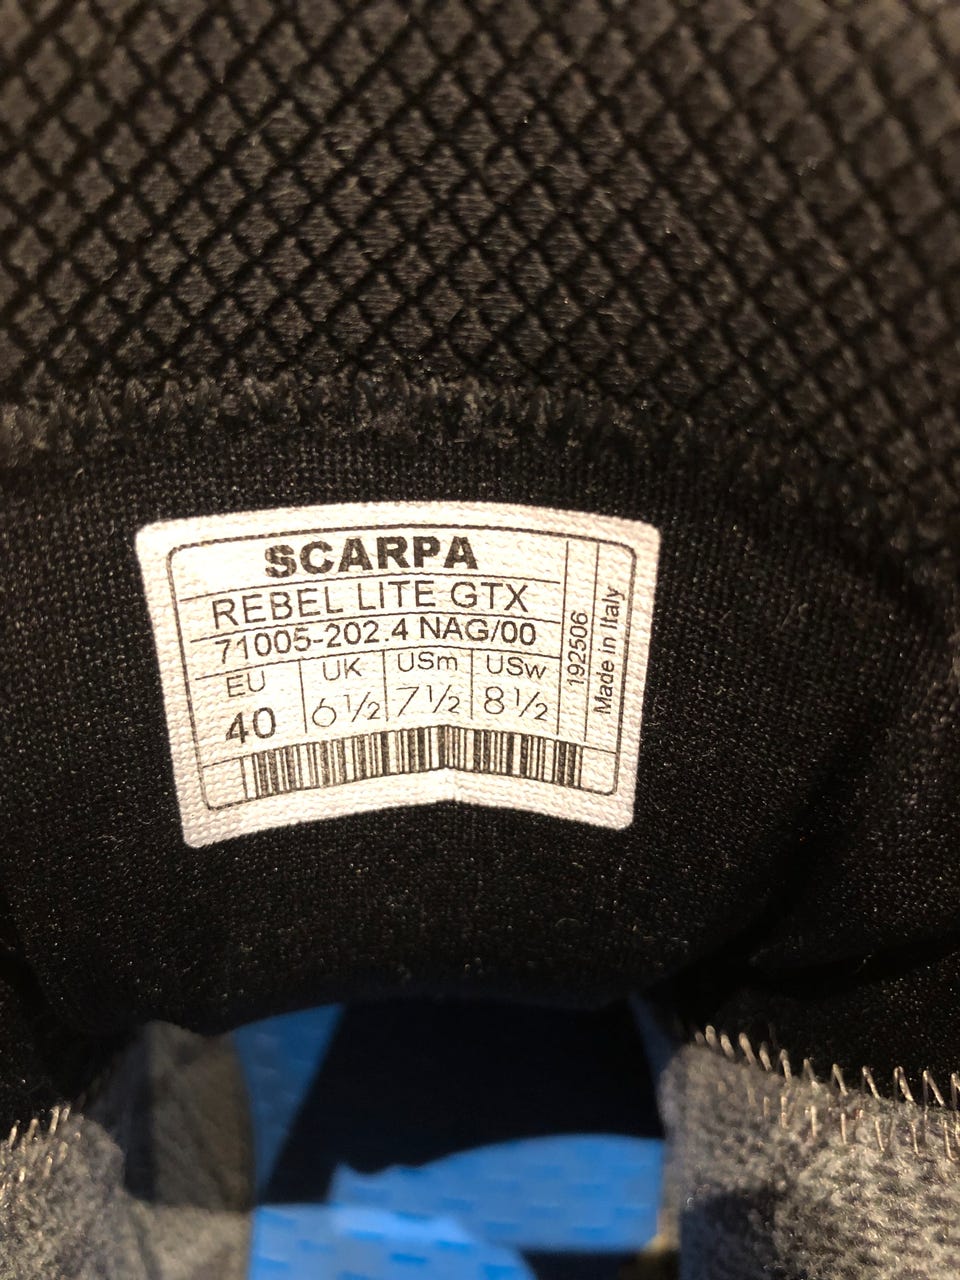 SCARPA
REBEL LITE GTX
71005-202.4 NAG/00
EU UK USm USw
40 6½ 7½ 8½
192506
Made in Italy